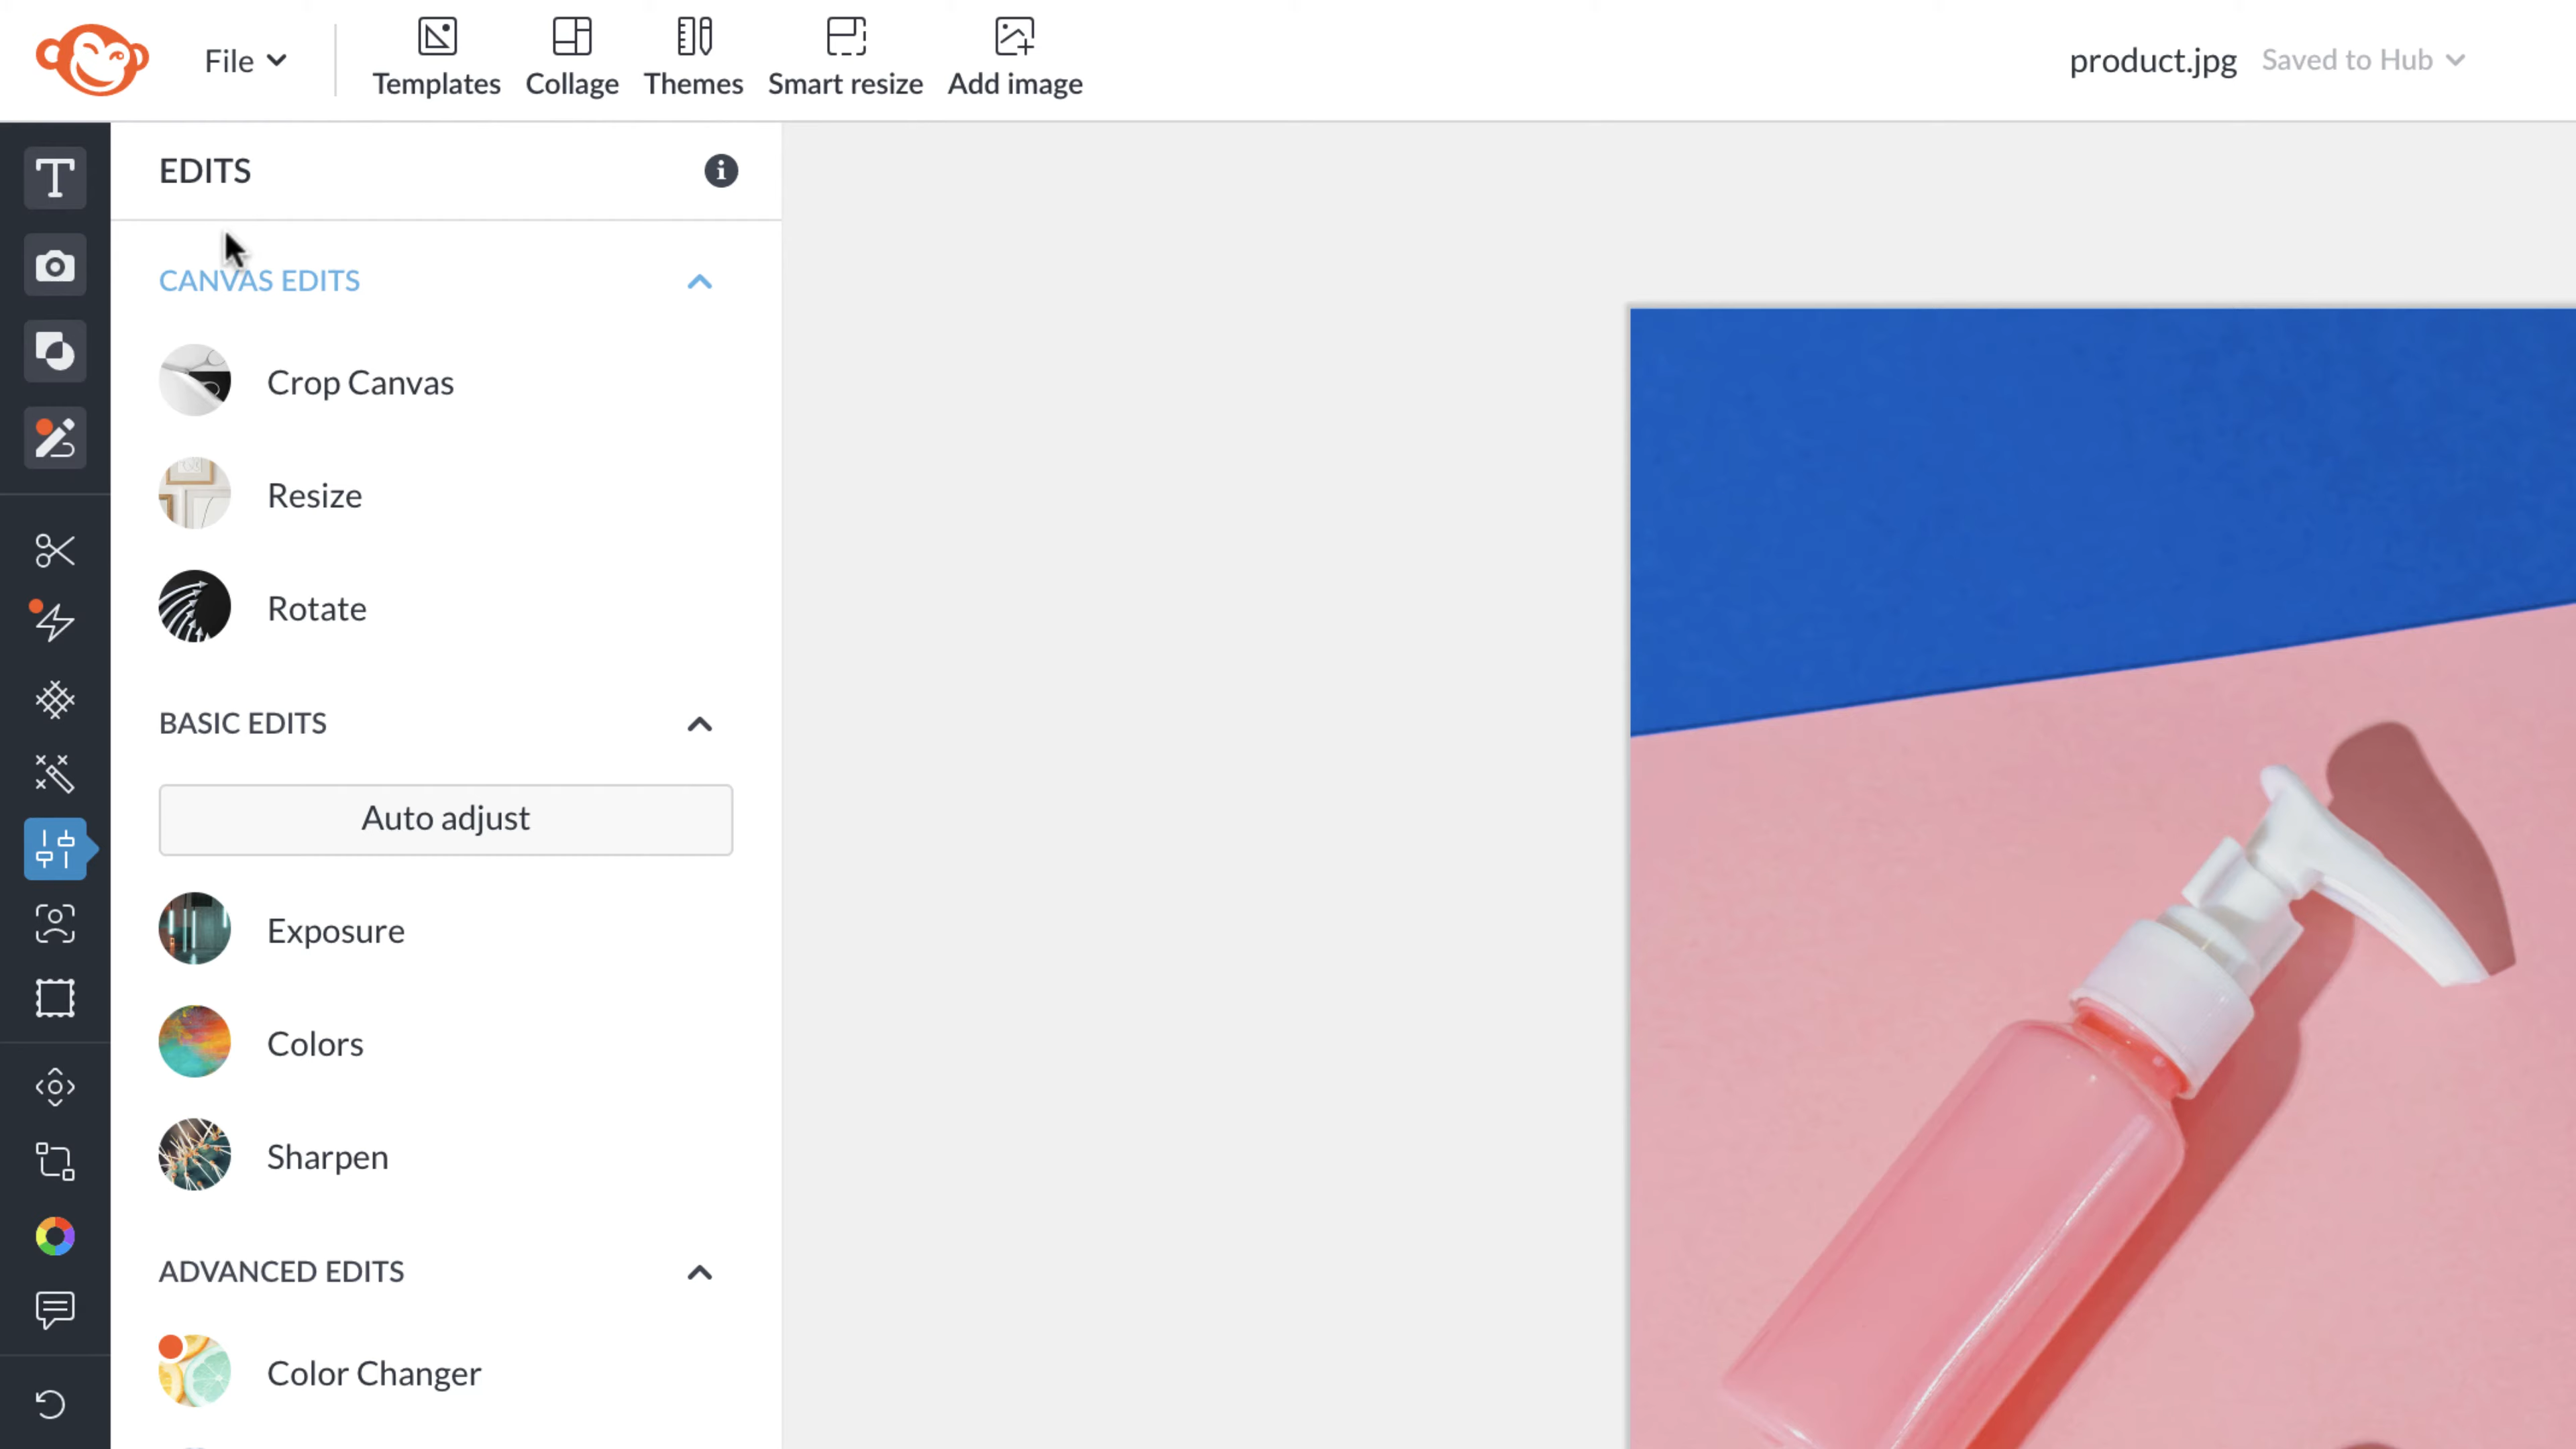 File
Templates
Collage
Themes
Smart resize
Add image
product.jpg
Saved to Hub
EDITS
CANVAS EDITS
Crop Canvas
Resize
Rotate
BASIC EDITS
Auto adjust
Exposure
Colors
Sharpen
ADVANCED EDITS
Color Changer